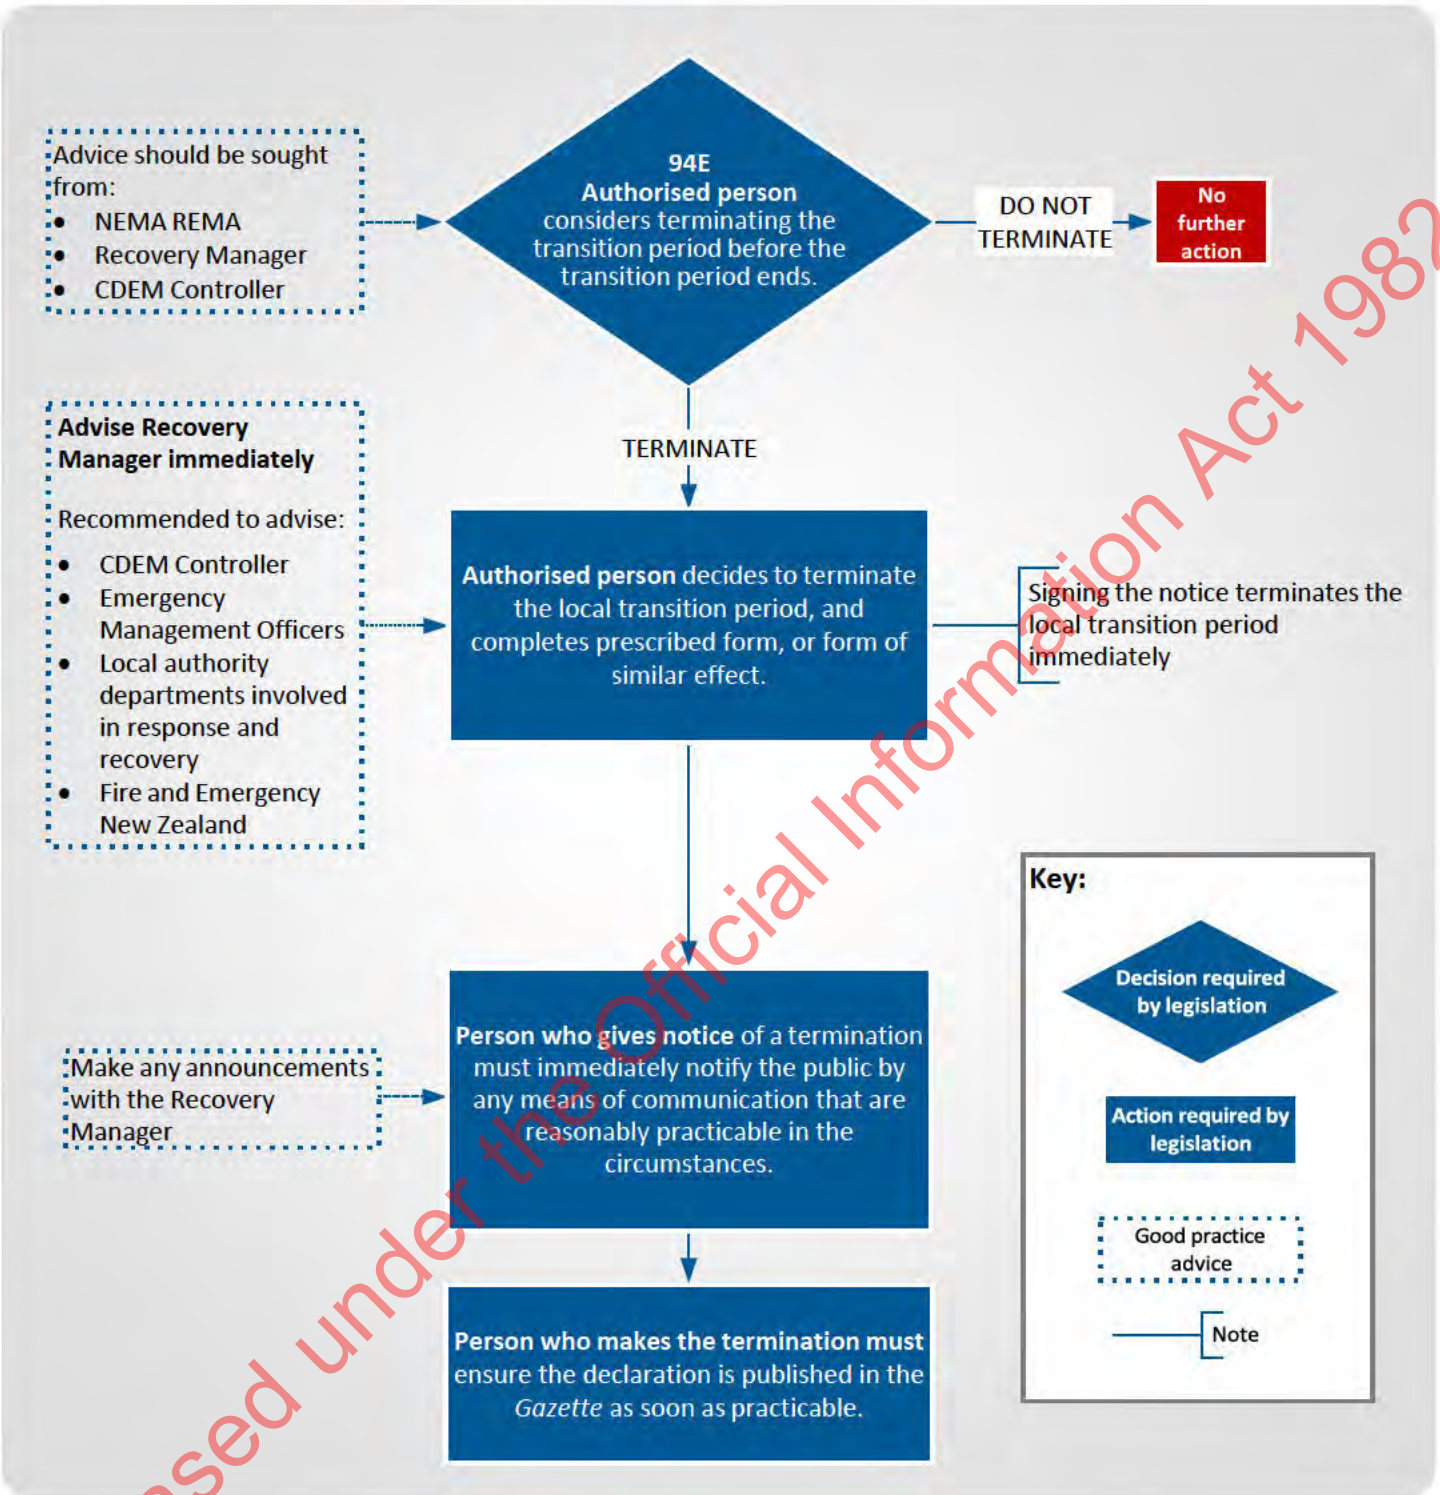 Advice should be sought
from:
• NEMA REMA
• Recovery Manager
• CDEM Controller
94E
Authorised person
considers terminating the
transition period before the
transition period ends.
DO NOT
TERMINATE
No
further
action
TERMINATE
Advise Recovery
Manager immediately
Recommended to advise:
• CDEM Controller
• Emergency
Management Officers
• Local authority
departments involved
in response and
recovery
• Fire and Emergency
New Zealand
Authorised person decides to terminate
the local transition period, and
completes prescribed form, or form of
similar effect.
Signing the notice terminates the
local transition period
immediately
Make any announcements
with the Recovery
Manager
Person who gives notice of a termination
must immediately notify the public by
any means of communication that are
reasonably practicable in the
circumstances.
Person who makes the termination must
ensure the declaration is published in the
Gazette as soon as practicable.
Key:
Decision required
by legislation
Action required by
legislation
Good practice
advice
Note
ased under the Official Information Act 1982